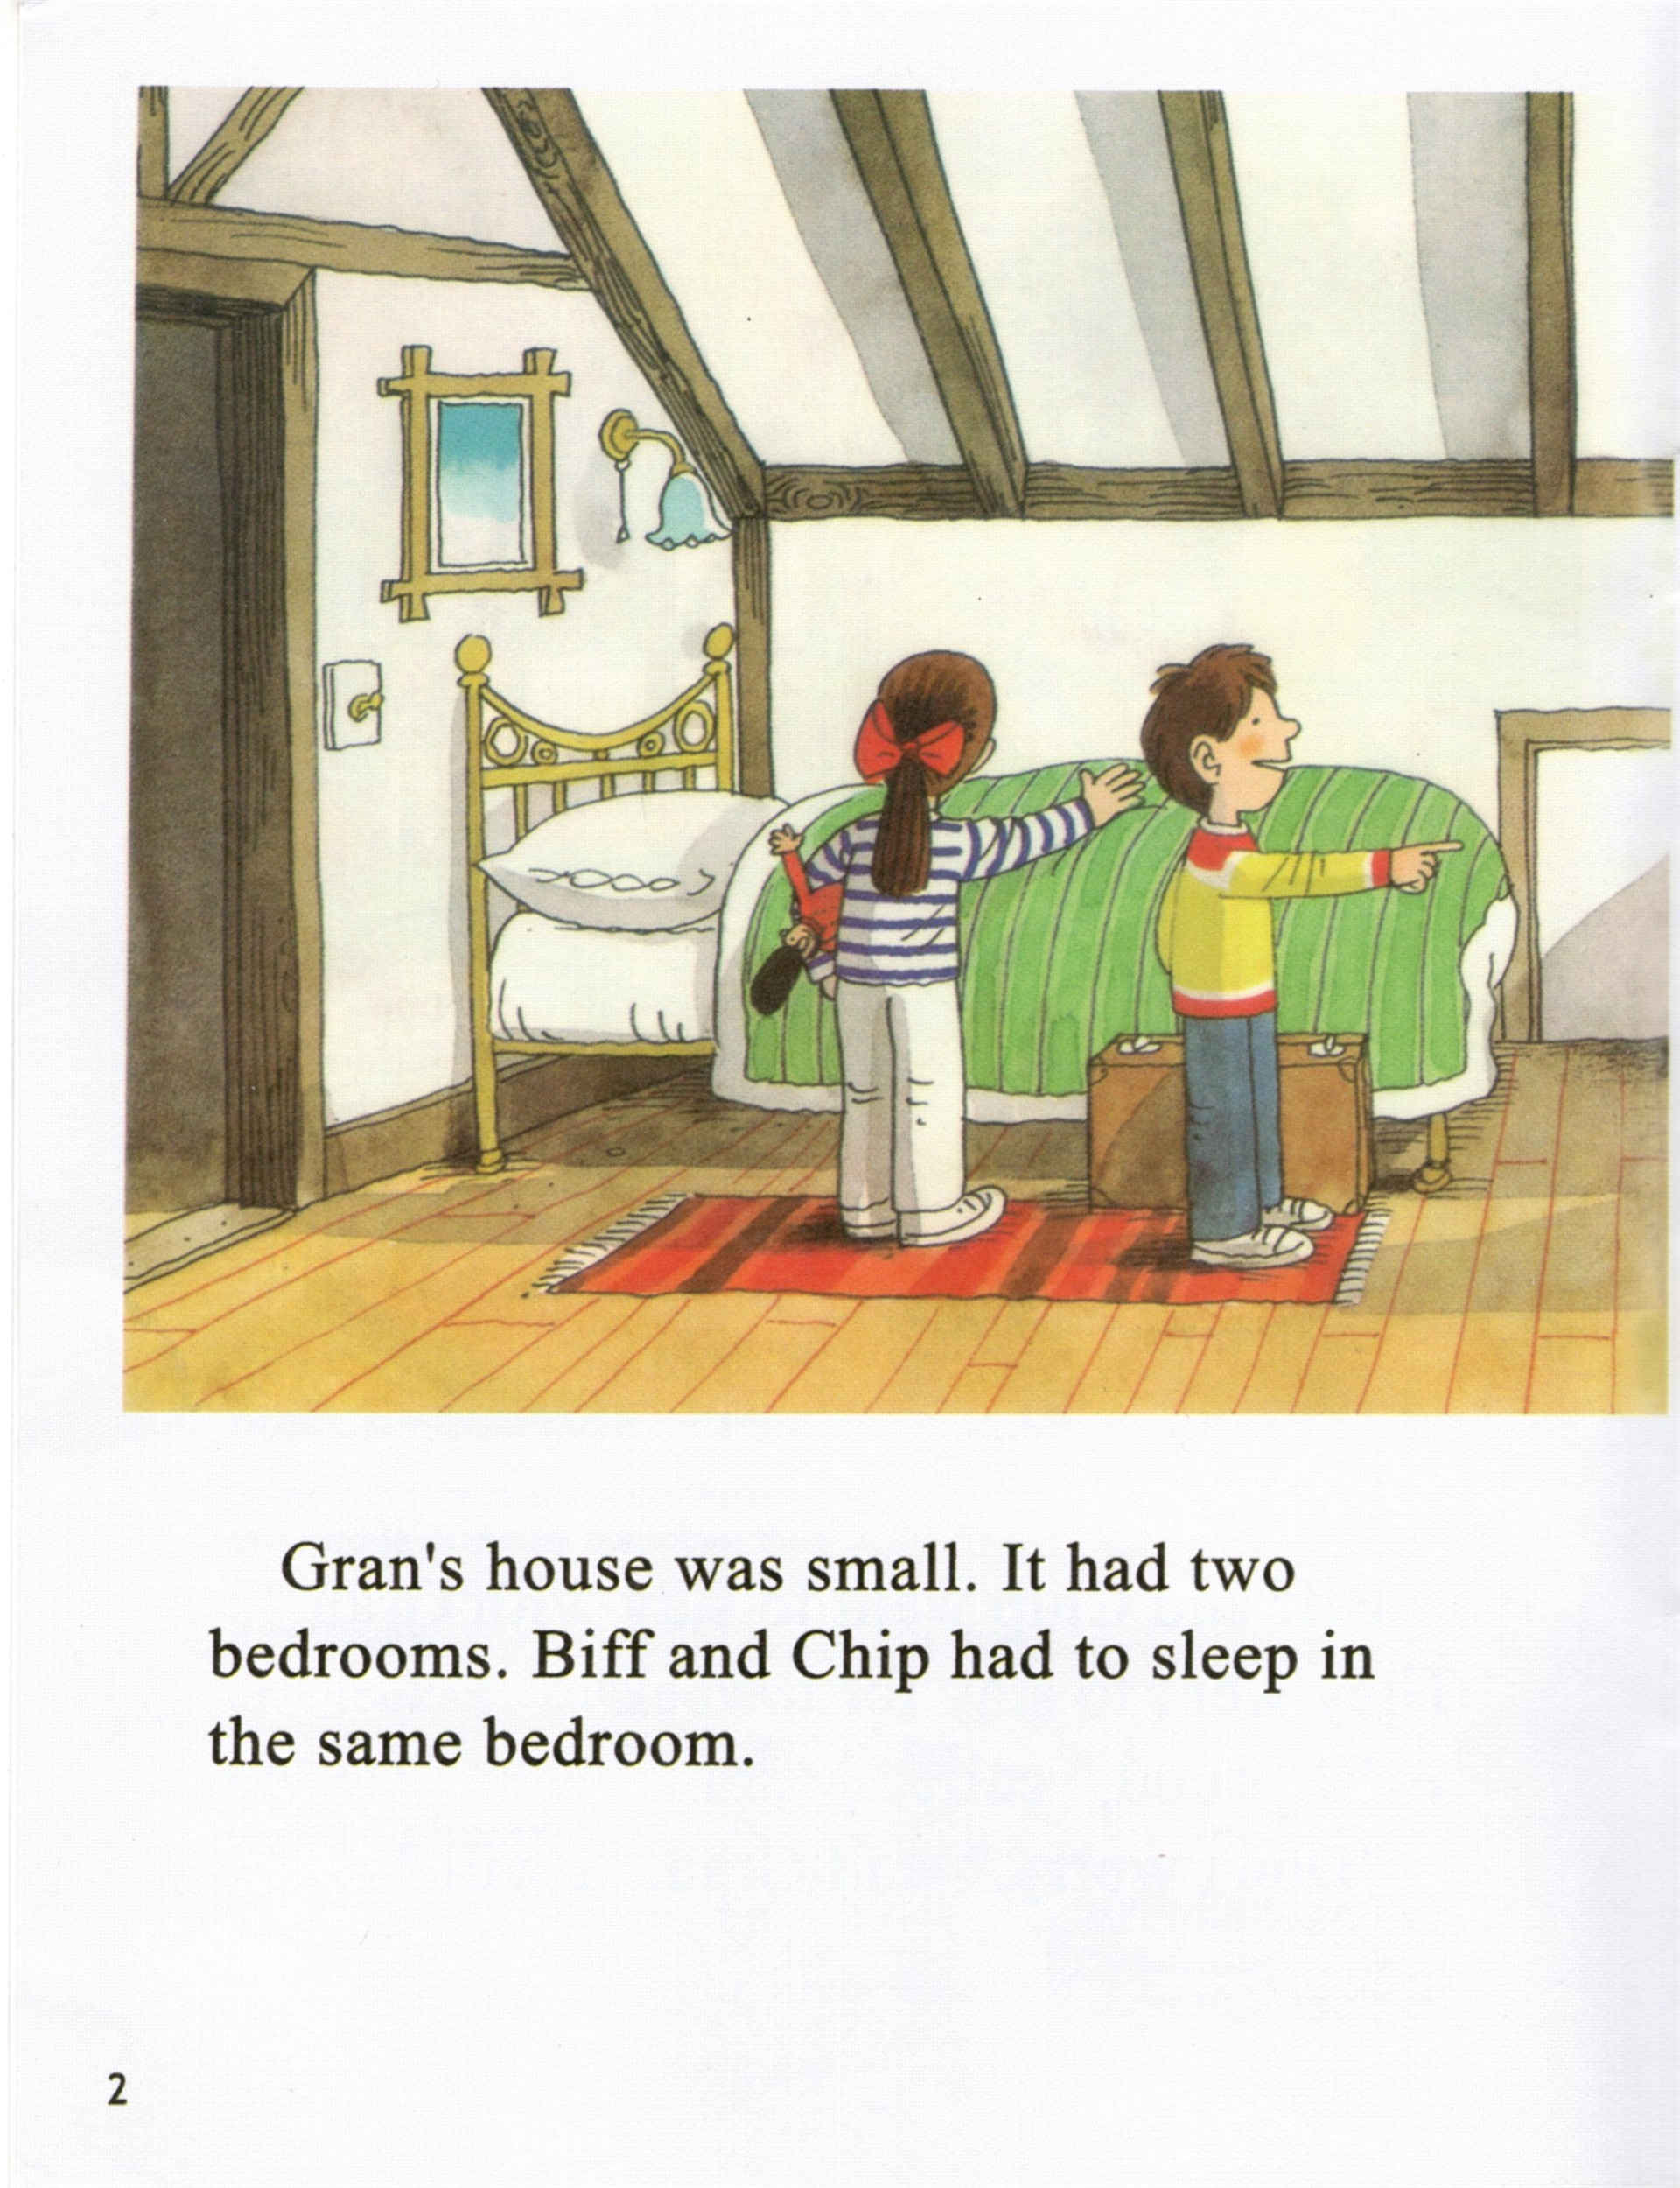 Gran's house was small. It had two
bedrooms. Biff and Chip had to sleep in
the same bedroom.
2